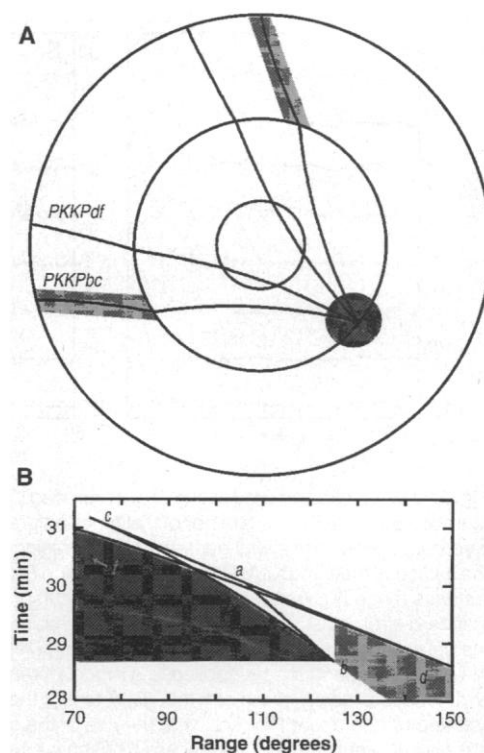 A
PKKPdf
PKKPbc
B
31
30
29
28
Time (min)
c
a
b
d
70
90
110
130
150
Range (degrees)